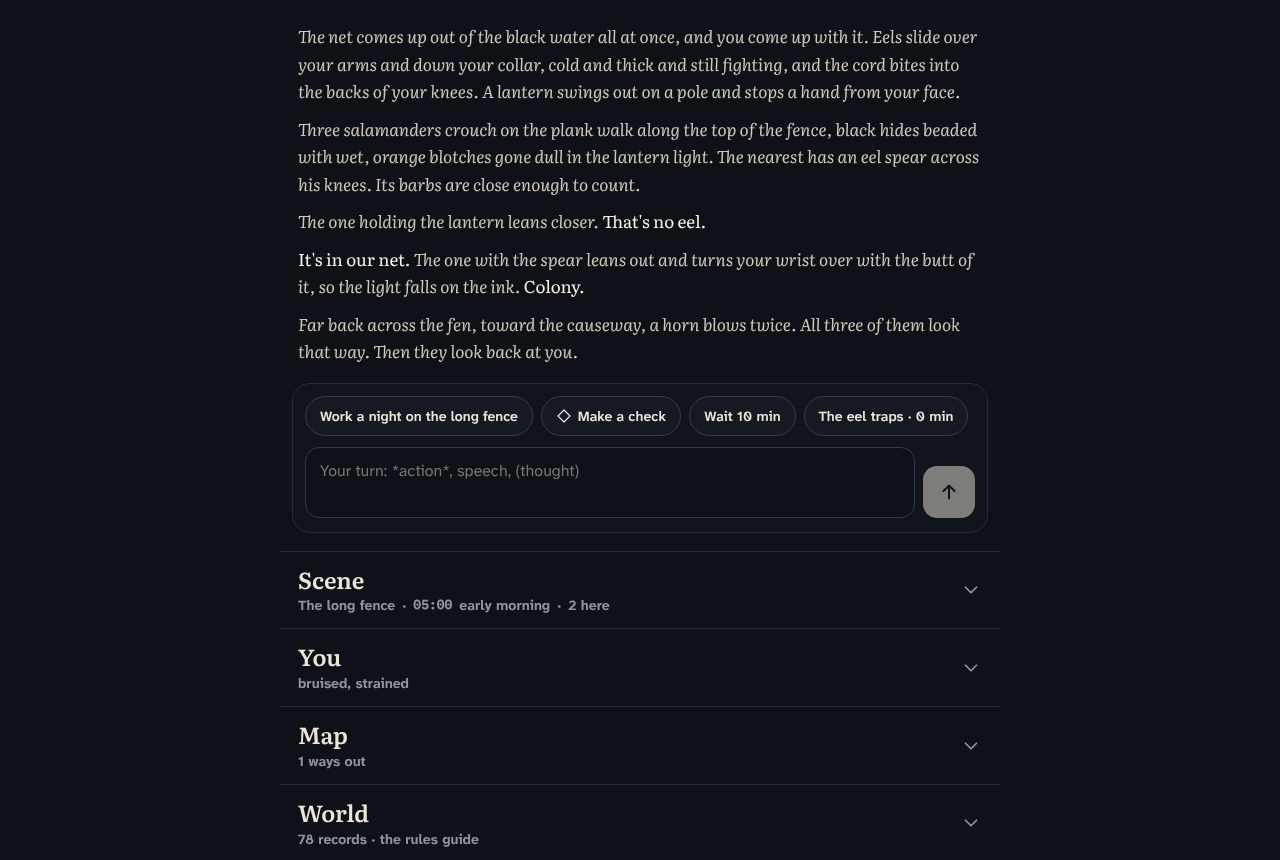 The net comes up out of the black water all at once, and you come up with it. Eels slide over
your arms and down your collar, cold and thick and still fighting, and the cord bites into
the backs of your knees. A lantern swings out on a pole and stops a hand from your face.
Three salamanders crouch on the plank walk along the top of the fence, black hides beaded
with wet, orange blotches gone dull in the lantern light. The nearest has an eel spear across
his knees. Its barbs are close enough to count.
The one holding the lantern leans closer. That's no eel.
It's in our net. The one with the spear leans out and turns your wrist over with the butt of
it, so the light falls on the ink. Colony.
Far back across the fen, toward the causeway, a horn blows twice. All three of them look
that way. Then they look back at you.
Work a night on the long fence
Make a check
Wait 10 min
The eel traps · 0 min
Your turn: *action*, speech, (thought)
Scene
The long fence · 05:00 early morning · 2 here
You
bruised, strained
Map
1 ways out
World
78 records · the rules guide